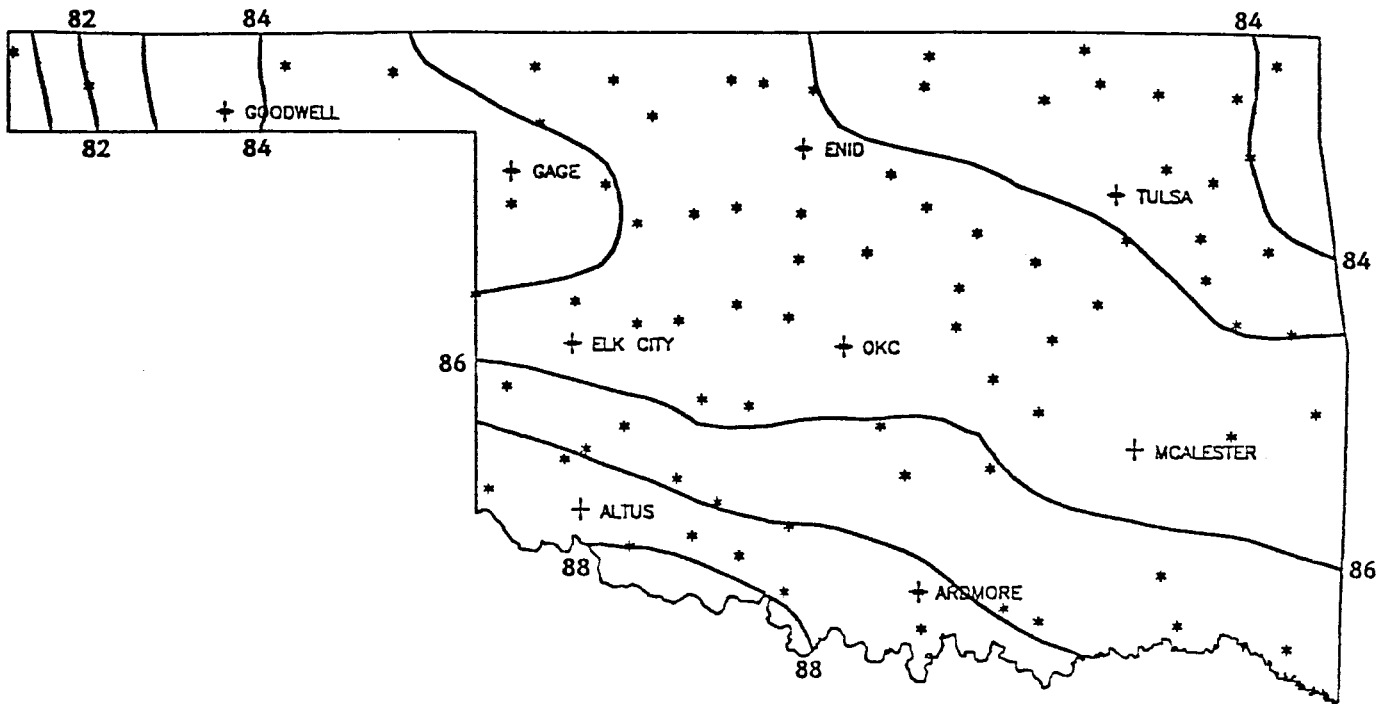 82 84 84
GOODWELL
82 84
ENID
GAGE
TULSA
84
ELK CITY
OKC
86
MCALESTER
ALTUS
88
86
ARDMORE
88